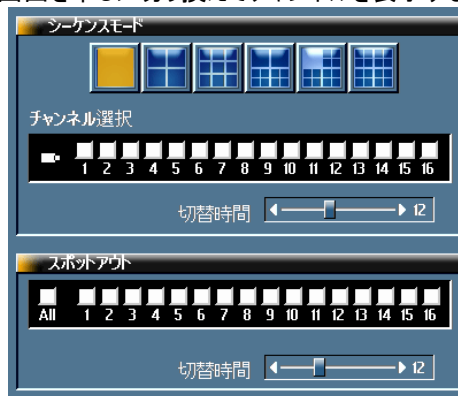 シーケンスモード
チャンネル選択
1 2 3 4 5 6 7 8 9 10 11 12 13 14 15 16
切替時間 12
スポットアウト
All 1 2 3 4 5 6 7 8 9 10 11 12 13 14 15 16
切替時間 12